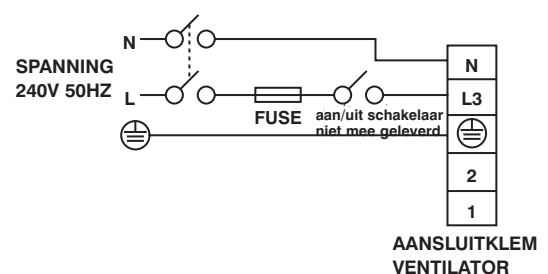 N
SPANNING
240V 50HZ
L
FUSE
aan/uit schakelaar
niet mee geleverd
N
L3
2
1
AANSLUITKLEM
VENTILATOR